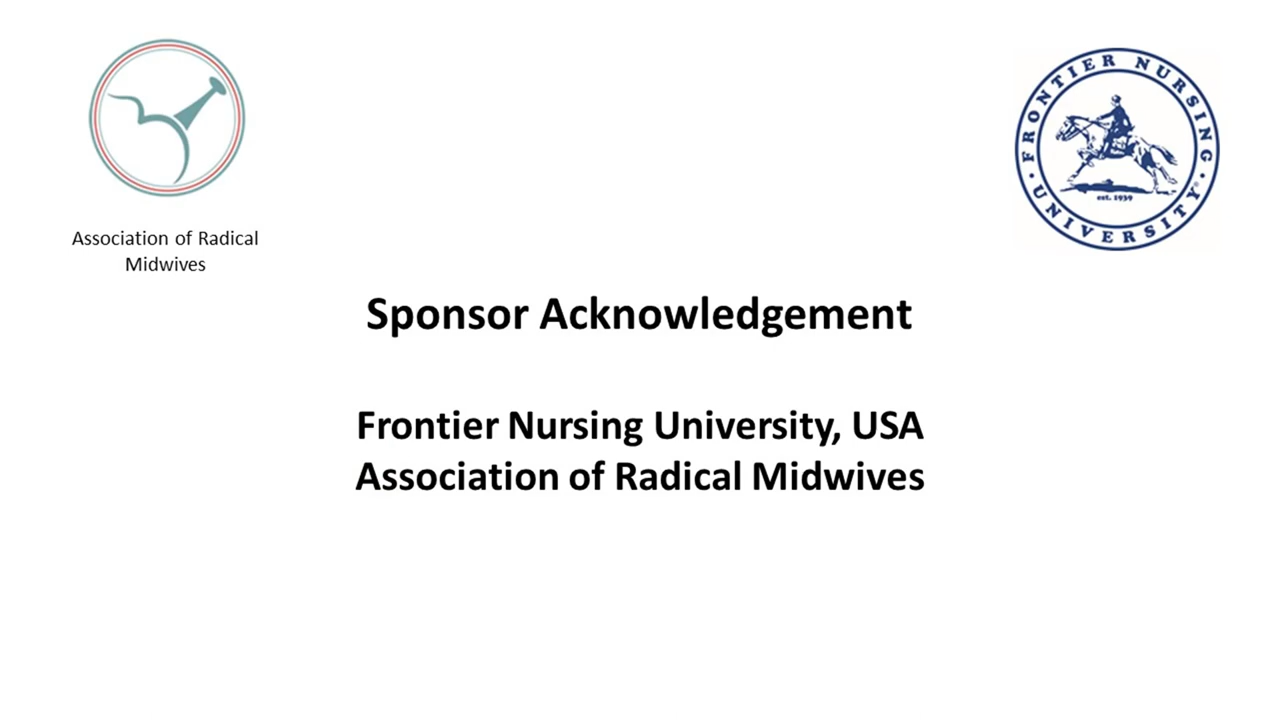 FRONTIER NURSING
UNIVERSITY
est. 1939
Association of Radical
Midwives
Sponsor Acknowledgement
Frontier Nursing University, USA
Association of Radical Midwives